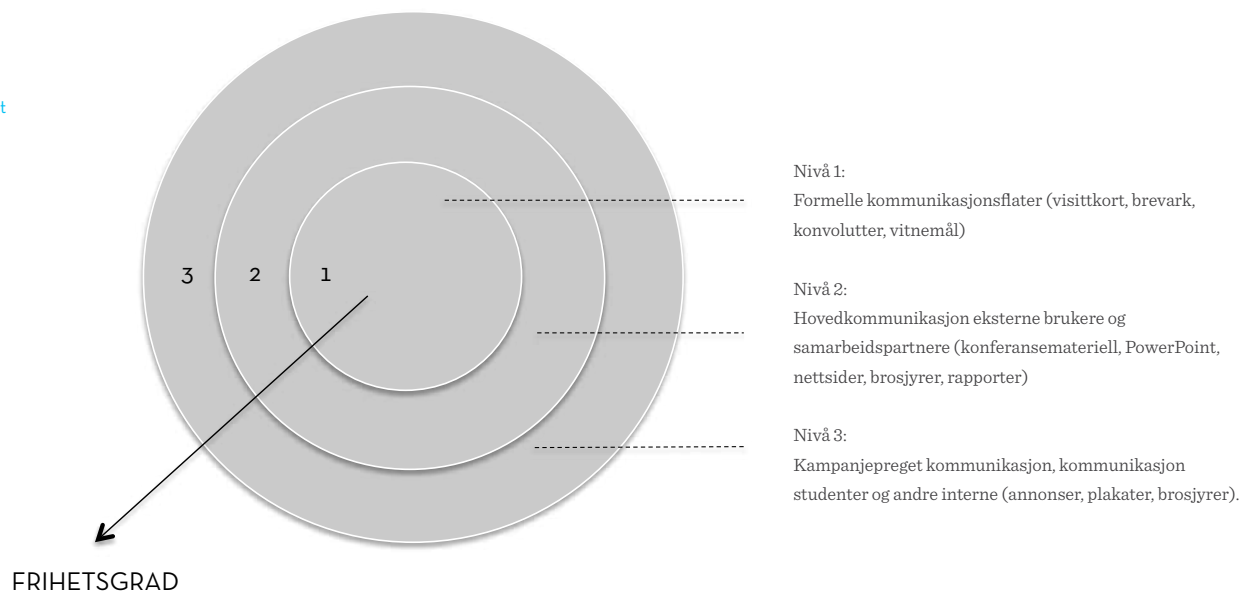 t
3 2 1
Nivå 1:
Formelle kommunikasjonsflater (visittkort, brevark,
konvolutter, vitnemål)
Nivå 2:
Hovedkommunikasjon eksterne brukere og
samarbeidspartnere (konferansemateriell, PowerPoint,
nettsider, brosjyrer, rapporter)
Nivå 3:
Kampanjepreget kommunikasjon, kommunikasjon
studenter og andre interne (annonser, plakater, brosjyrer).
FRIHETSGRAD